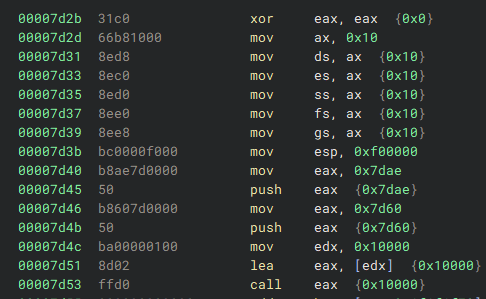 00007d2b 31c0 xor eax, eax {0x0}
00007d2d 66b81000 mov ax, 0x10
00007d31 8ed8 mov ds, ax {0x10}
00007d33 8ec0 mov es, ax {0x10}
00007d35 8ed0 mov ss, ax {0x10}
00007d37 8ee0 mov fs, ax {0x10}
00007d39 8ee8 mov gs, ax {0x10}
00007d3b bc0000f000 mov esp, 0xf00000
00007d40 b8ae7d0000 mov eax, 0x7dae
00007d45 50 push eax {0x7dae}
00007d46 b8607d0000 mov eax, 0x7d60
00007d4b 50 push eax {0x7d60}
00007d4c ba00000100 mov edx, 0x10000
00007d51 8d02 lea eax, [edx] {0x10000}
00007d53 ffd0 call eax {0x10000}